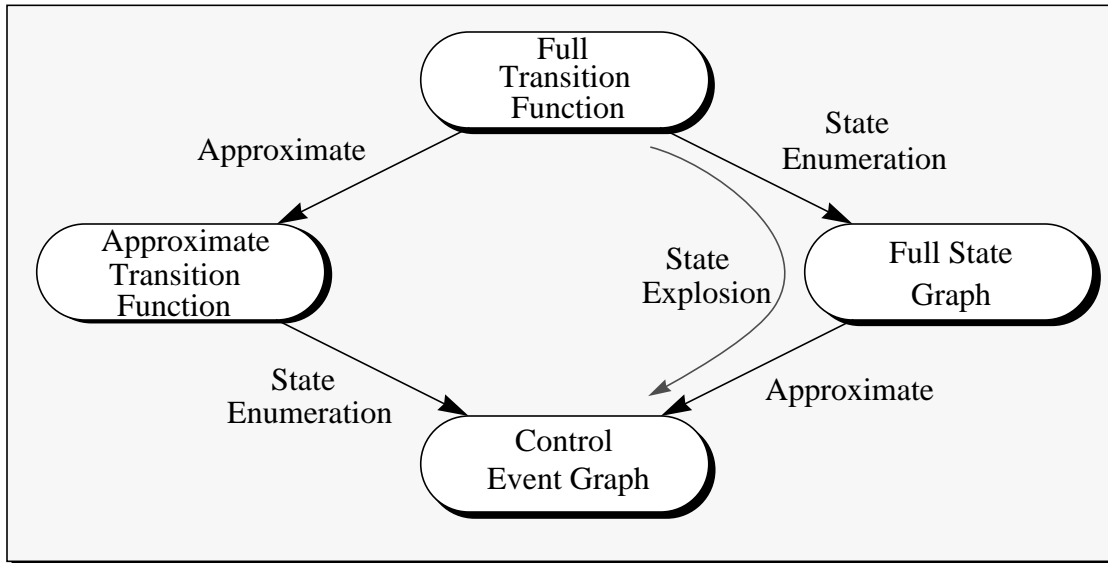 Full
Transition
Function
Approximate
State
Enumeration
Approximate
Transition
Function
State
Explosion
Full State
Graph
State
Enumeration
Approximate
Control
Event Graph